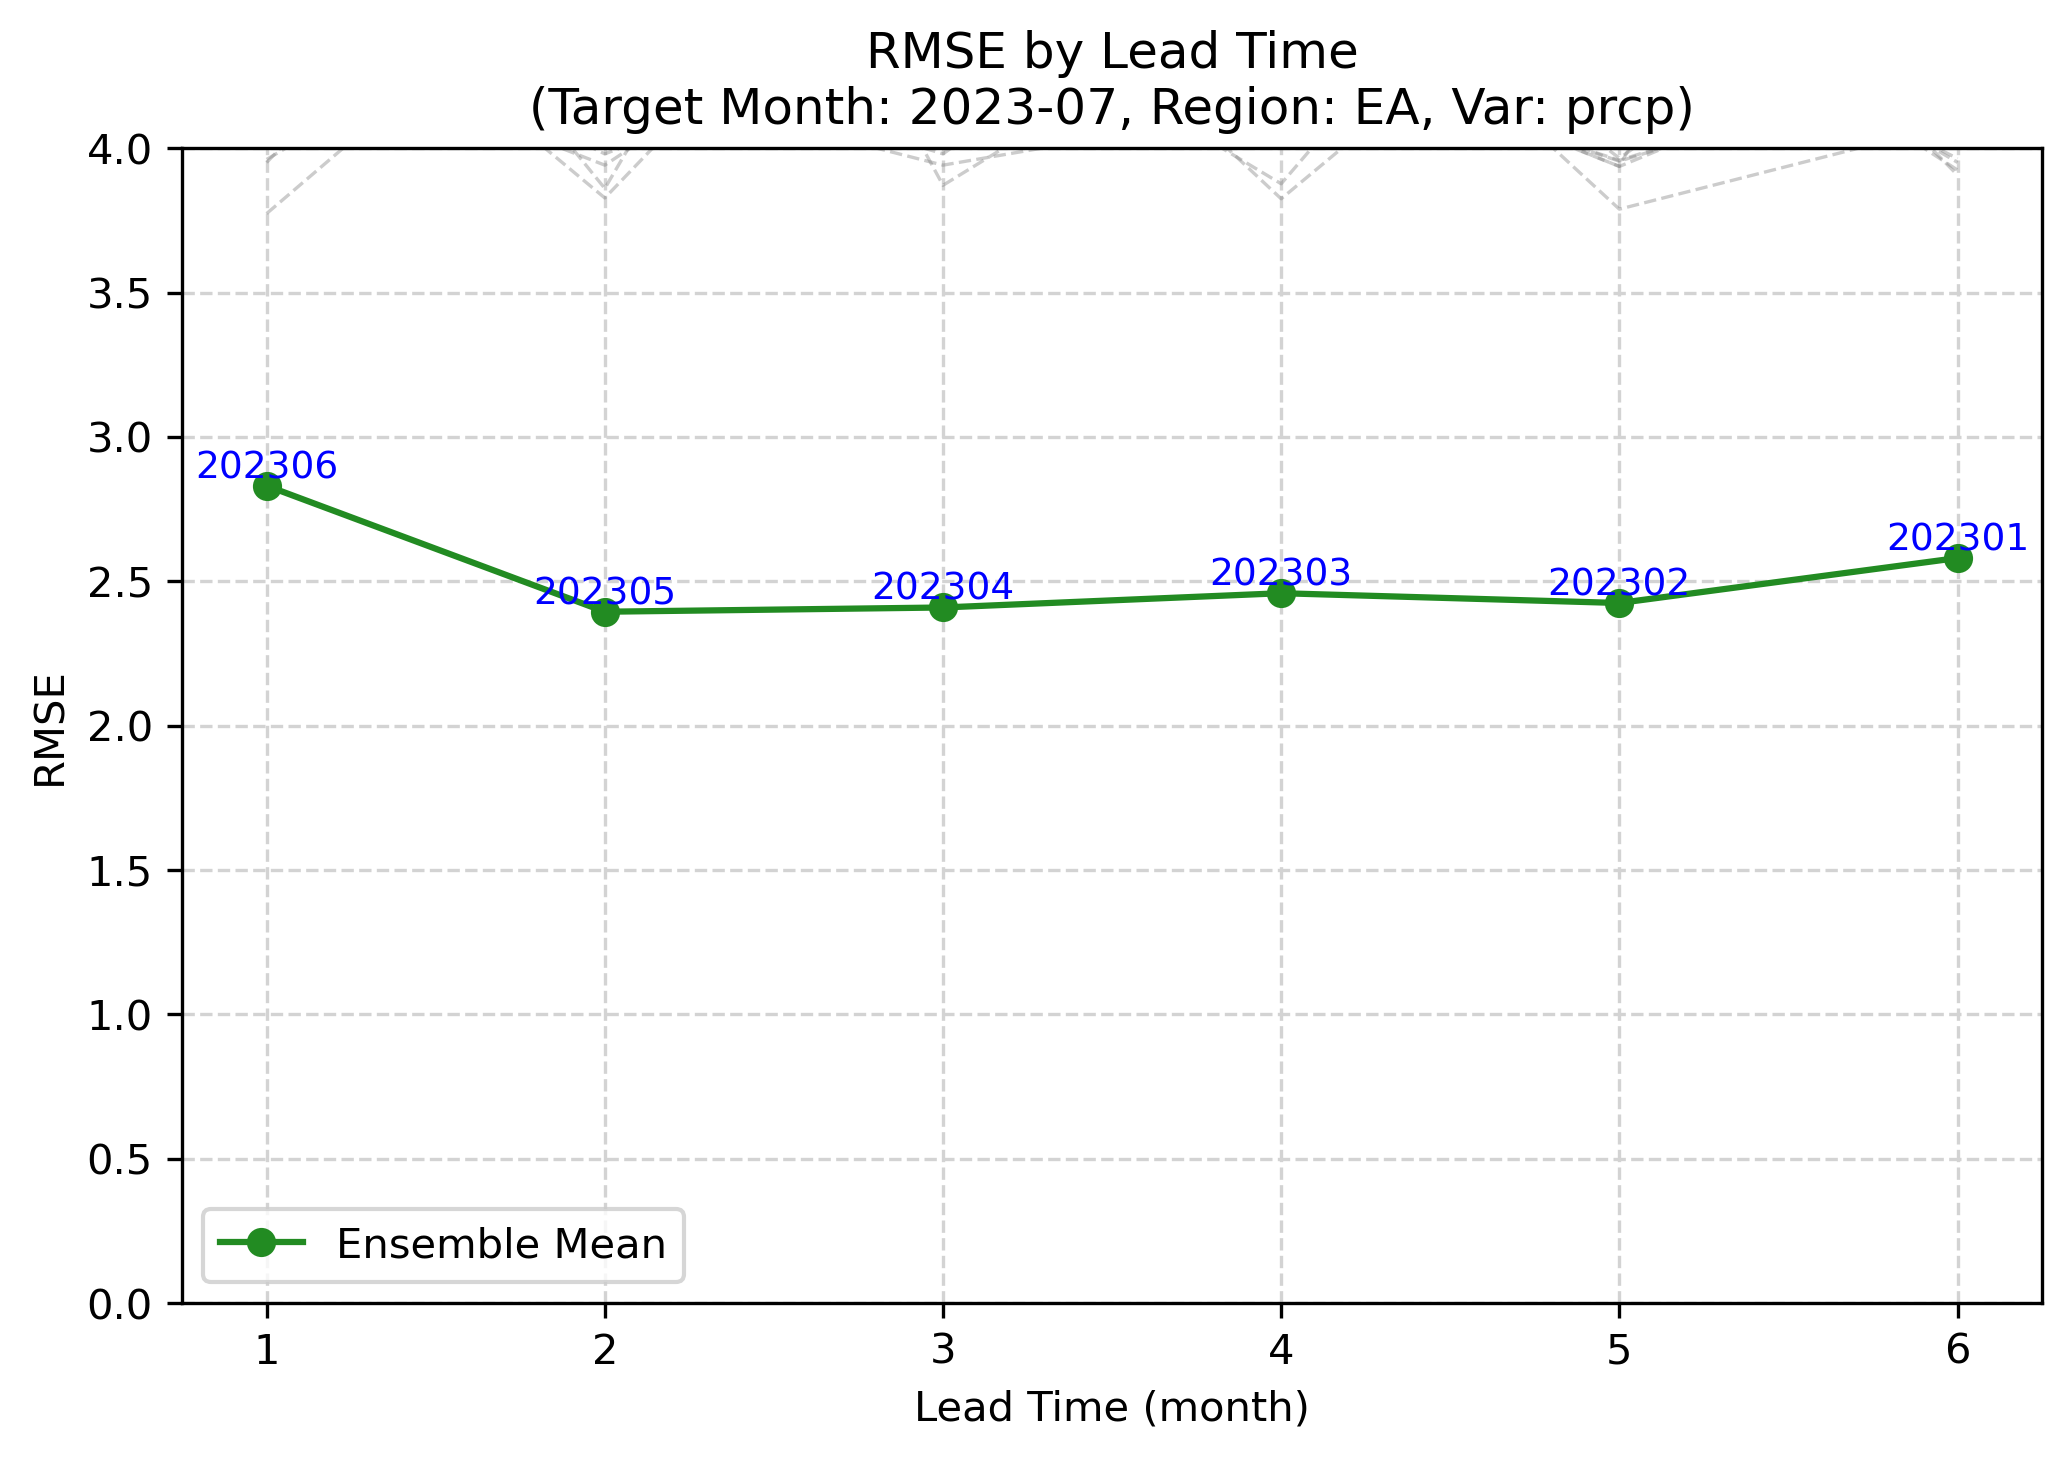 RMSE by Lead Time
(Target Month: 2023-07, Region: EA, Var: prcp)
4.0
3.5
3.0
2.5
2.0
1.5
1.0
0.5
0.0
RMSE
202306
202305
202304
202303
202302
202301
Ensemble Mean
1 2 3 4 5 6
Lead Time (month)